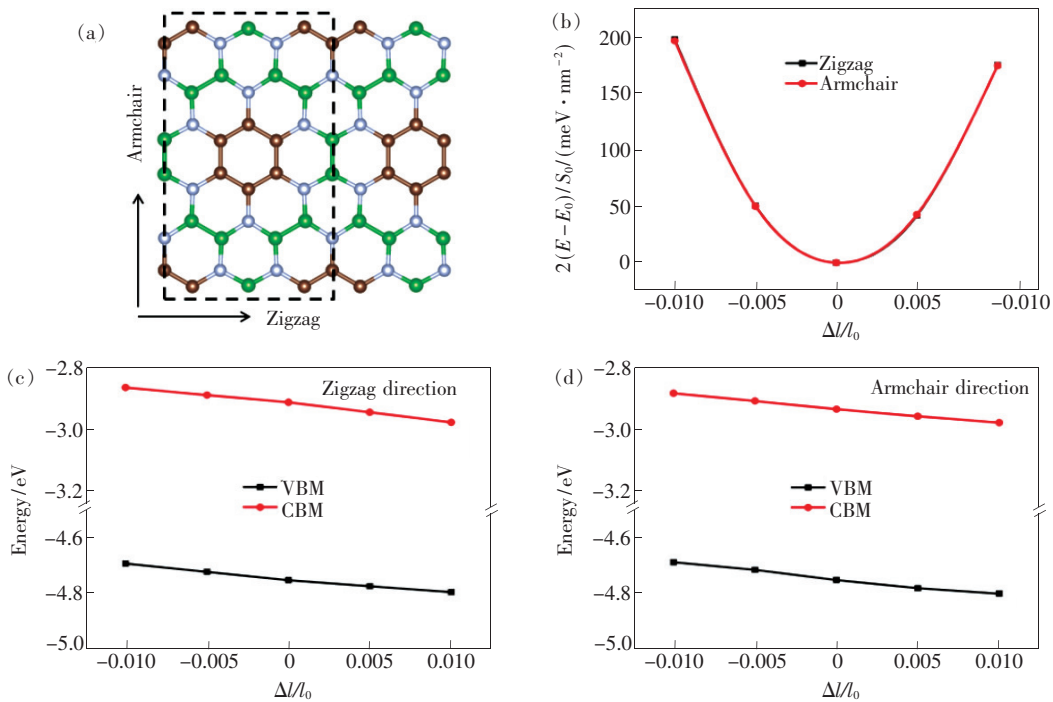 (a)
Armchair
Zigzag
(b)
2(E−E₀)/S₀/(meV·nm⁻²)
200
150
100
50
0
Zigzag
Armchair
−0.010 −0.005 0 0.005 −0.010
Δl/l₀
(c)
Energy/eV
−2.8
−3.0
−3.2
−4.6
−4.8
−5.0
Zigzag direction
VBM
CBM
−0.010 −0.005 0 0.005 0.010
Δl/l₀
(d)
Energy/eV
−2.8
−3.0
−3.2
−4.6
−4.8
−5.0
Armchair direction
VBM
CBM
−0.010 −0.005 0 0.005 0.010
Δl/l₀